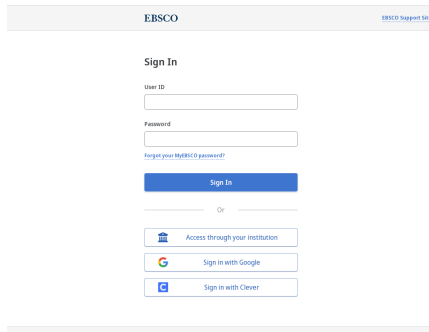 EBSCO
EBSCO Support Sit
Sign In
User ID
Password
Forgot your MyEBSCO password?
Sign In
Or
Access through your institution
Sign in with Google
Sign in with Clever